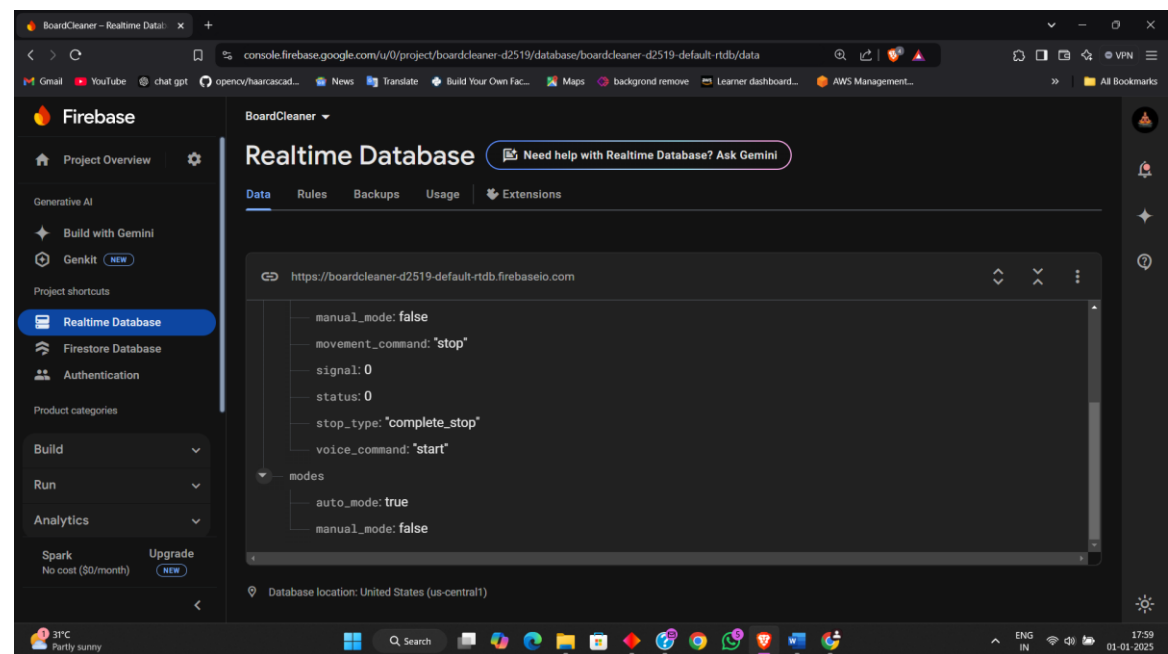 BoardCleaner – Realtime Datab
console.firebase.google.com/u/0/project/boardcleaner-d2519/database/boardcleaner-d2519-default-rtdb/data
VPN
Gmail YouTube chat gpt opencv/haarcascad... News Translate Build Your Own Fac... Maps backgrond remove Learner dashboard... AWS Management... » All Bookmarks
Firebase
Project Overview
Generative AI
Build with Gemini
Genkit NEW
Project shortcuts
Realtime Database
Firestore Database
Authentication
Product categories
Build
Run
Analytics
Spark Upgrade
No cost ($0/month) NEW
BoardCleaner
Realtime Database Need help with Realtime Database? Ask Gemini
Data Rules Backups Usage Extensions
https://boardcleaner-d2519-default-rtdb.firebaseio.com
manual_mode: false
movement_command: "stop"
signal: 0
status: 0
stop_type: "complete_stop"
voice_command: "start"
modes
auto_mode: true
manual_mode: false
Database location: United States (us-central1)
31°C
Partly sunny
Search
ENG
IN
17:59
01-01-2025